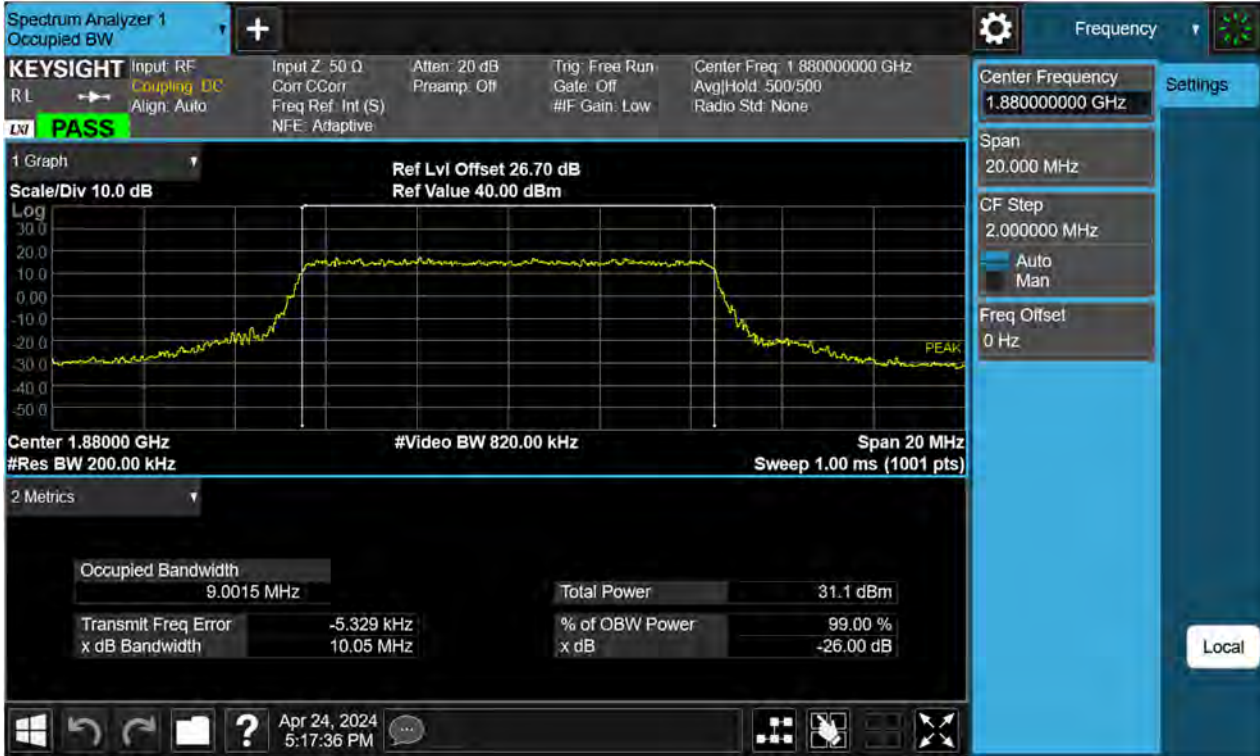 Spectrum Analyzer 1
Occupied BW
+
Frequency
KEYSIGHT
R L
LXI PASS
Input: RF
Coupling: DC
Align: Auto
Input Z: 50 Ω
Corr CCorr
Freq Ref: Int (S)
NFE: Adaptive
Atten: 20 dB
Preamp: Off
Trig: Free Run
Gate: Off
#IF Gain: Low
Center Freq: 1.880000000 GHz
Avg|Hold: 500/500
Radio Std: None
1 Graph
Scale/Div 10.0 dB
Ref Lvl Offset 26.70 dB
Ref Value 40.00 dBm
Log
30.0
20.0
10.0
0.00
-10.0
-20.0
-30.0
-40.0
-50.0
PEAK
Center 1.88000 GHz
#Video BW 820.00 kHz
Span 20 MHz
#Res BW 200.00 kHz
Sweep 1.00 ms (1001 pts)
2 Metrics
Occupied Bandwidth
9.0015 MHz
Transmit Freq Error -5.329 kHz
x dB Bandwidth 10.05 MHz
Total Power 31.1 dBm
% of OBW Power 99.00 %
x dB -26.00 dB
Center Frequency
1.880000000 GHz
Span
20.000 MHz
CF Step
2.000000 MHz
Auto
Man
Freq Offset
0 Hz
Settings
Local
?
Apr 24, 2024
5:17:36 PM